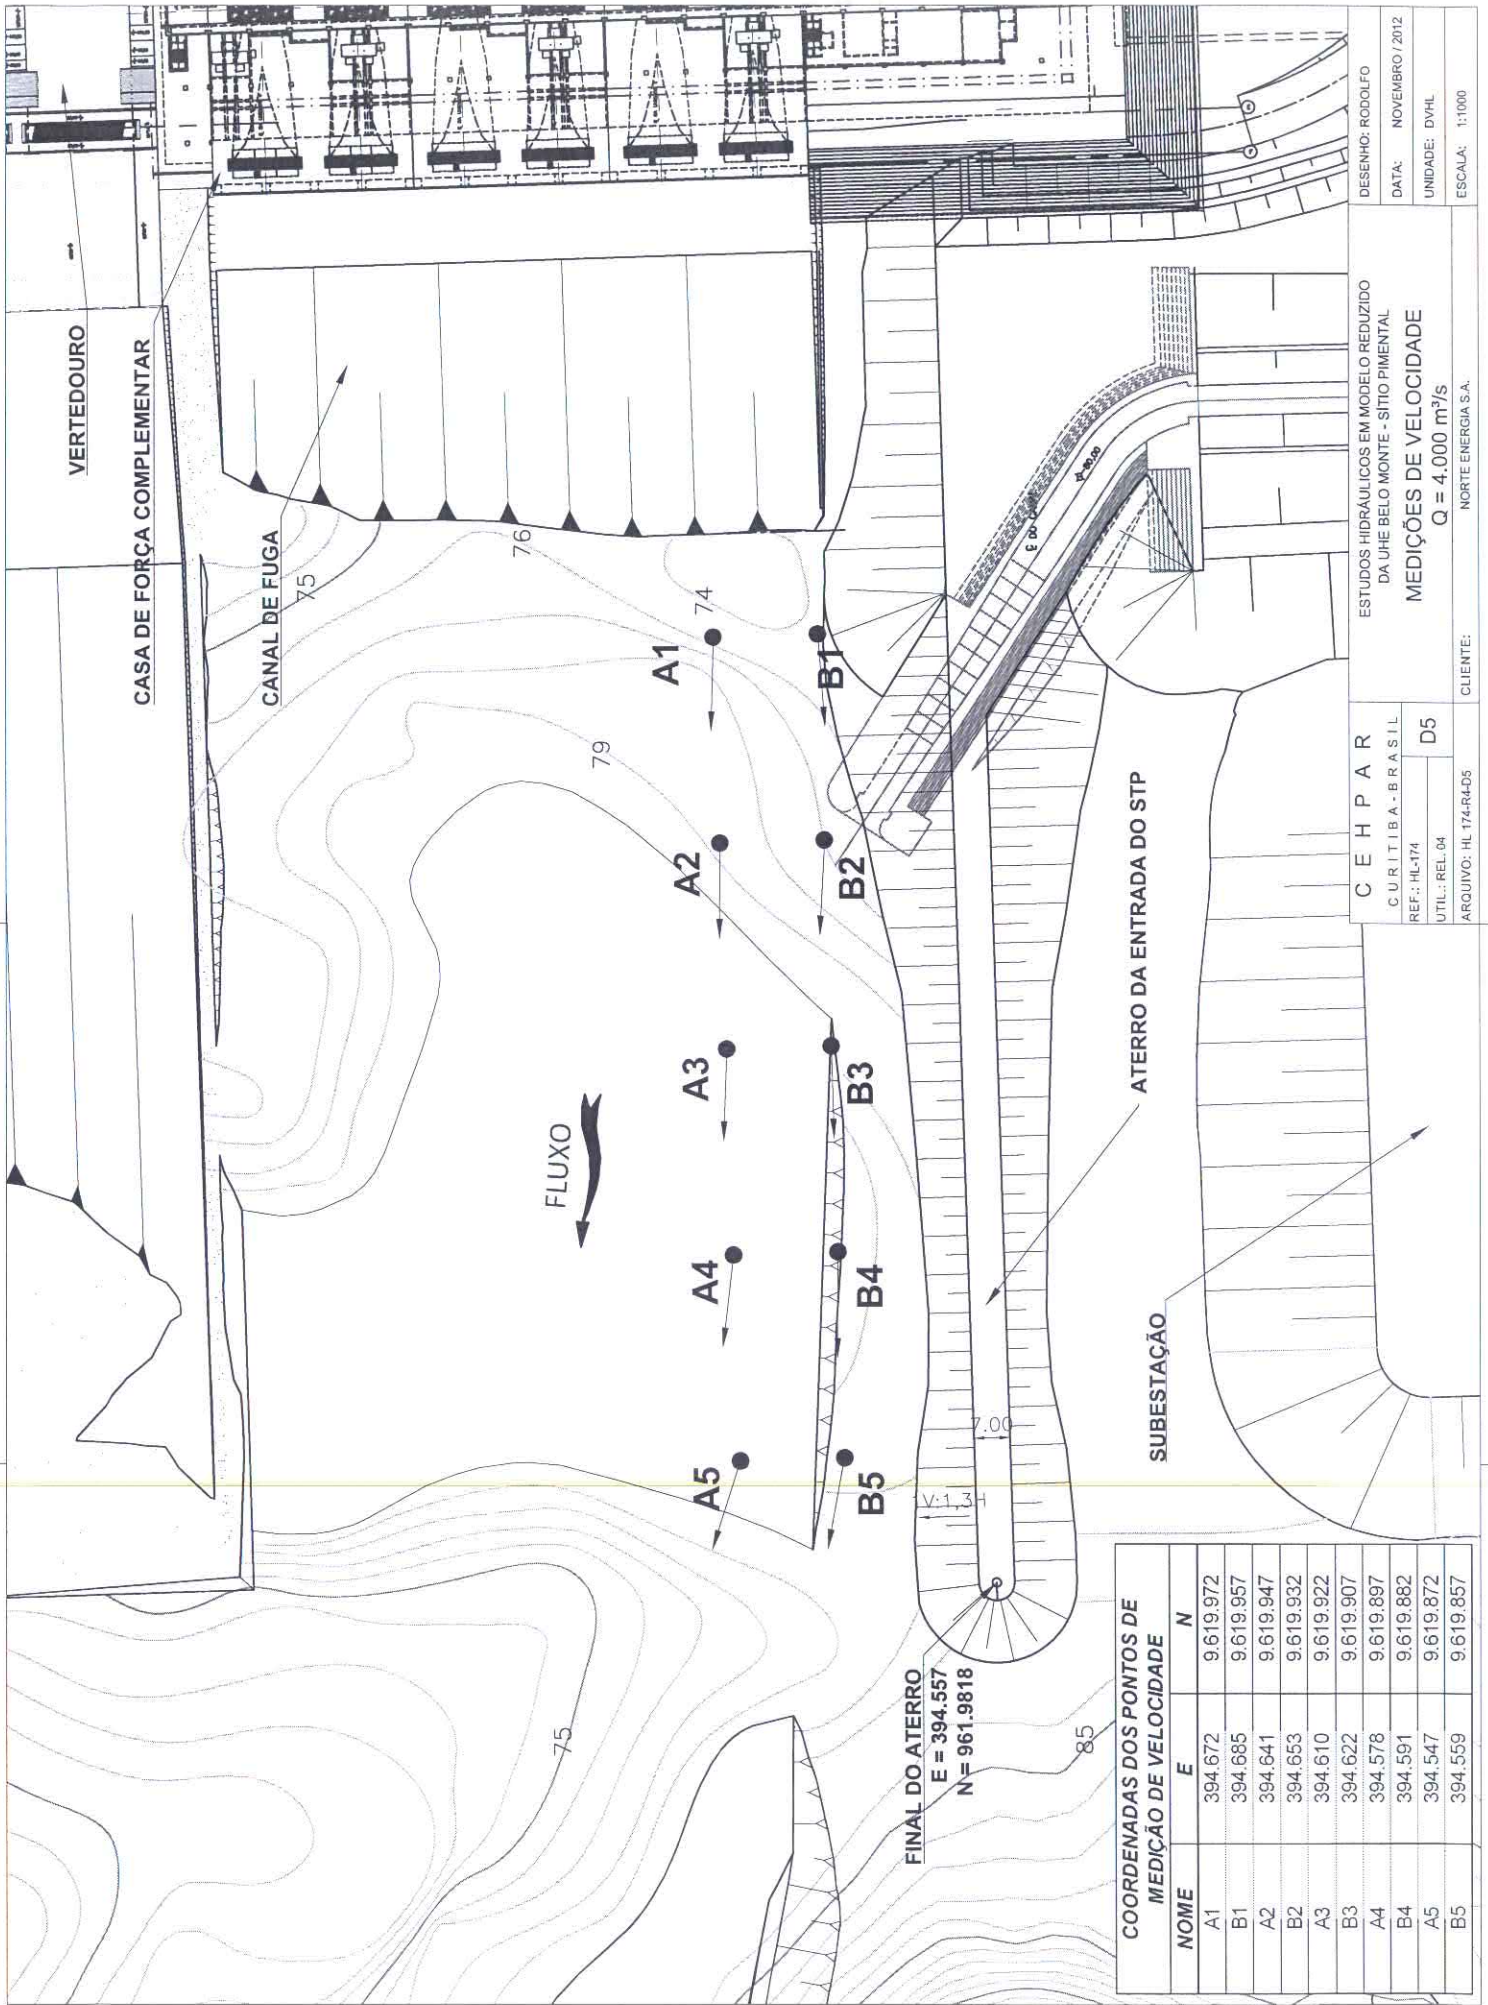 VERTEDOURO
CASA DE FORÇA COMPLEMENTAR
CANAL DE FUGA
75
76
74
79
A1
B1
A2
B2
A3
B3
A4
B4
A5
B5
FLUXO
ATERRO DA ENTRADA DO STP
SUBESTAÇÃO
7.00
1V:1,3H
FINAL DO ATERRO
E = 394.557
N = 961.9818
75
85
COORDENADAS DOS PONTOS DE
MEDIÇÃO DE VELOCIDADE
NOME E N
A1 394.672 9.619.972
B1 394.685 9.619.957
A2 394.641 9.619.947
B2 394.653 9.619.932
A3 394.610 9.619.922
B3 394.622 9.619.907
A4 394.578 9.619.897
B4 394.591 9.619.882
A5 394.547 9.619.872
B5 394.559 9.619.857
C E H P A R
CURITIBA - BRASIL
REF.: HL-174
UTIL.: REL. 04
D5
ARQUIVO: HL 174-R4-D5
ESTUDOS HIDRÁULICOS EM MODELO REDUZIDO
DA UHE BELO MONTE - SÍTIO PIMENTAL
MEDIÇÕES DE VELOCIDADE
Q = 4.000 m³/s
CLIENTE: NORTE ENERGIA S.A.
DESENHO: RODOLFO
DATA: NOVEMBRO / 2012
UNIDADE: DVHL
ESCALA: 1:1000